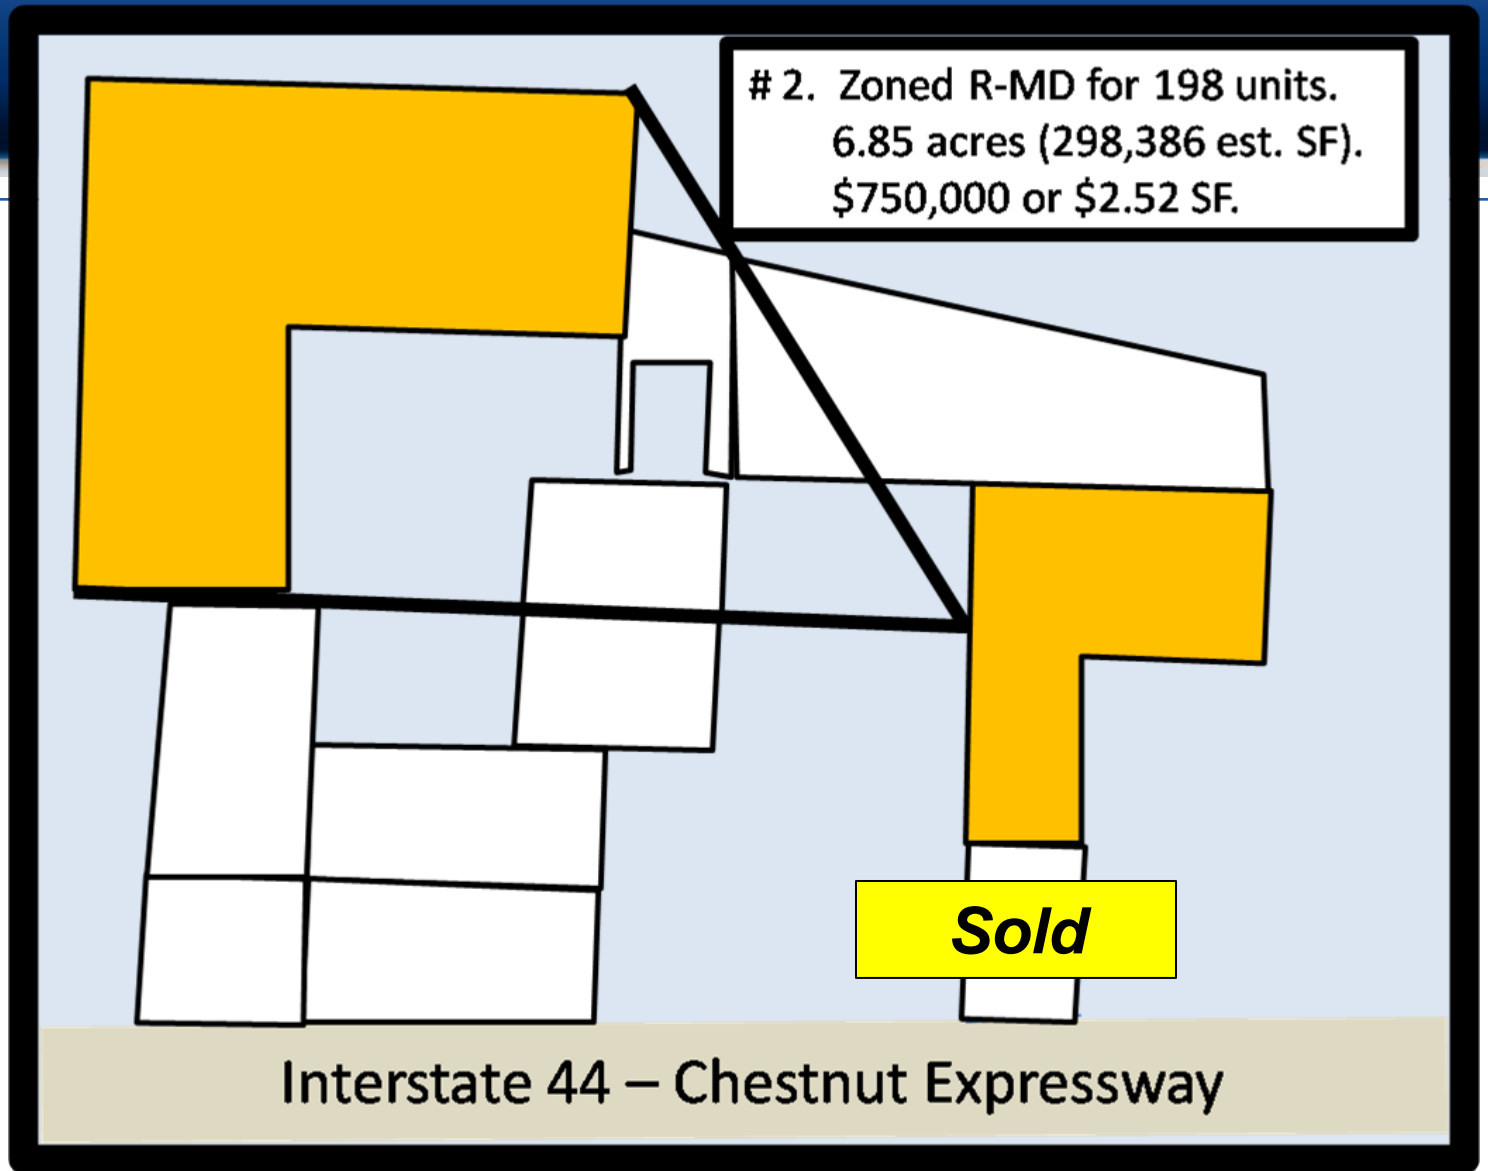 # 2. Zoned R-MD for 198 units.
6.85 acres (298,386 est. SF).
$750,000 or $2.52 SF.
Sold
Interstate 44 – Chestnut Expressway